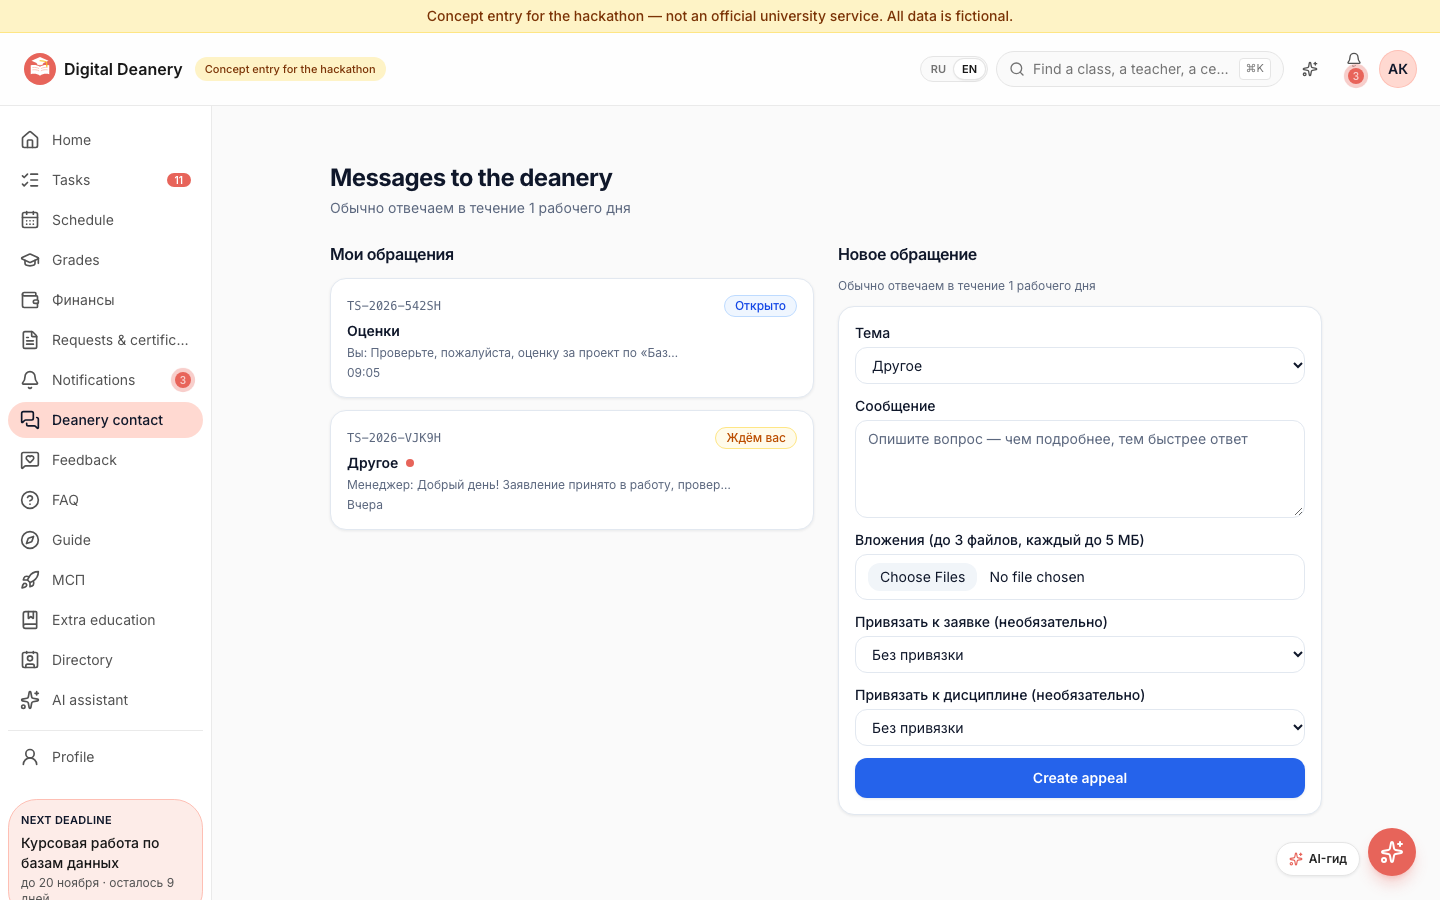 Concept entry for the hackathon — not an official university service. All data is fictional.
Digital Deanery
Concept entry for the hackathon
RU
EN
Find a class, a teacher, a ce...
⌘K
3
АК
Home
Tasks
11
Schedule
Grades
Финансы
Requests & certific...
Notifications
3
Deanery contact
Feedback
FAQ
Guide
МСП
Extra education
Directory
AI assistant
Profile
NEXT DEADLINE
Курсовая работа по
базам данных
до 20 ноября · осталось 9
дней
Messages to the deanery
Обычно отвечаем в течение 1 рабочего дня
Мои обращения
TS-2026-542SH
Открыто
Оценки
Вы: Проверьте, пожалуйста, оценку за проект по «Баз...
09:05
TS-2026-VJK9H
Ждём вас
Другое
Менеджер: Добрый день! Заявление принято в работу, провер...
Вчера
Новое обращение
Обычно отвечаем в течение 1 рабочего дня
Тема
Другое
Сообщение
Опишите вопрос — чем подробнее, тем быстрее ответ
Вложения (до 3 файлов, каждый до 5 МБ)
Choose Files
No file chosen
Привязать к заявке (необязательно)
Без привязки
Привязать к дисциплине (необязательно)
Без привязки
Create appeal
AI-гид